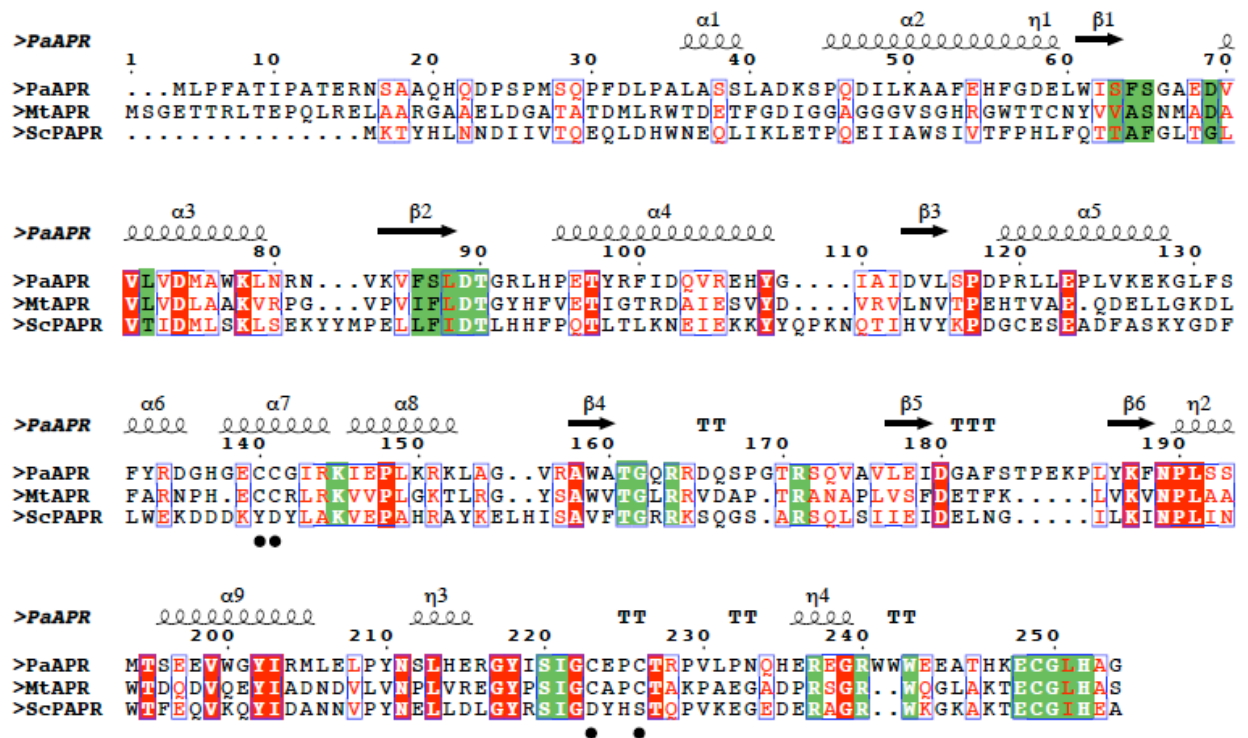 α1 α2 η1 β1
>PaAPR
1 10 20 30 40 50 60 70
>PaAPR ...MLPFATIPATERNSAAQHQDPSPMSQPFDLPALASSLADKSPQDILKAAFEHFGDELWISFSGAEDV
>MtAPR MSGETTRLTEPQLRELAARGAAELDGATATDMLRWTDETFGDIGGAGGGVSGHRGWTTCNYVVASNMADA
>ScPAPR ...............MKTYHLNNDIIVTQEQLDHWNEQLIKLETPQEIIAWSIVTFPHLFQTTAFGLTGL
α3 β2 α4 β3 α5
>PaAPR
80 90 100 110 120 130
>PaAPR VLVDMAWKLNRN...VKVFSLDTGRLHPETYRFIDQVREHYG....IAIDVLSPDPRLLEPLVKEKGLFS
>MtAPR VLVDLAAKVRPG...VPVIFLDTGYHFVETIGTRDAIESVYD....VRVLNVTPEHTVAE.QDELLGKDL
>ScPAPR VTIDMLSKLSEKYYMPELLFIDTLHHFPQTLTLKNEIEKKYYQPKNQTIHVYKPDGCESEADFASKYGDF
α6 α7 α8 β4 β5 β6 η2
>PaAPR TT TTT
140 150 160 170 180 190
>PaAPR FYRDGHGECCGIRKIEPLKRKLAG..VRAWATGQRRDQSPGTRSQVAVLEIDGAFSTPEKPLYKFNPLSS
>MtAPR FARNPH.ECCRLRKVVPLGKTLRG..YSAWVTGLRRVDAP.TRANAPLVSFDETFK.....LVKVNPLAA
>ScPAPR LWEKDDDKYDYLAKVEPAHRAYKELHISAVFTGRRKSQGS.ARSQLSIIEIDELNG.....ILKINPLIN
α9 η3 η4
>PaAPR TT TT TT
200 210 220 230 240 250
>PaAPR MTSEEVWGYIRMLELPYNSLHERGYISIGCEPCTRPVLPNQHEREGRWWWEEATHKECGLHAG
>MtAPR WTDQDVQEYIADNDVLVNPLVREGYPSIGCAPCTAKPAEGADPRSGR..WQGLAKTECGLHAS
>ScPAPR WTFEQVKQYIDANNVPYNELLDLGYRSIGDYHSTQPVKEGEDERAGR..WKGKAKTECGIHEA